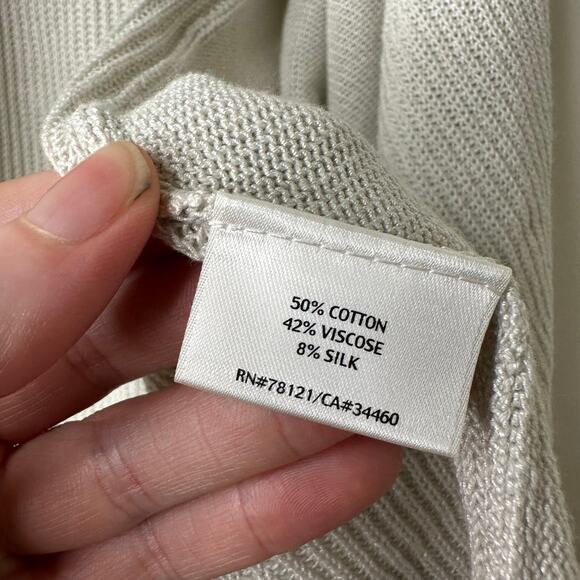 50% COTTON
42% VISCOSE
8% SILK
RN#78121/CA#34460